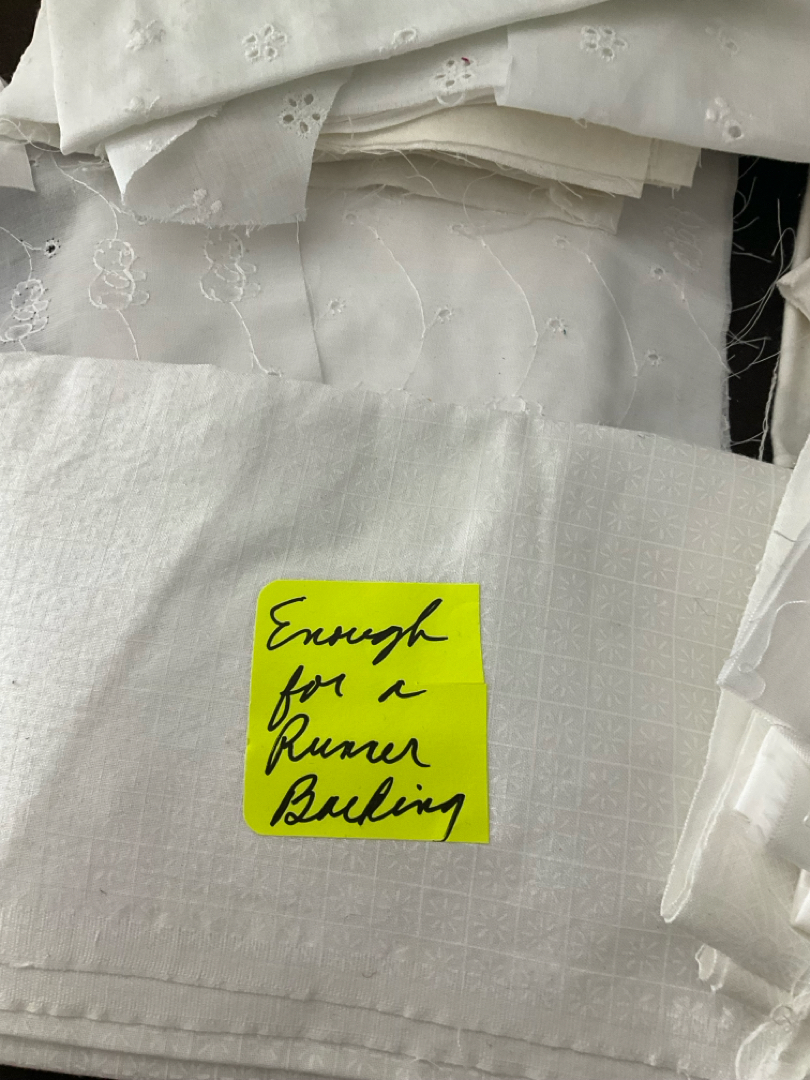 Enough
for a
Runner
Backing